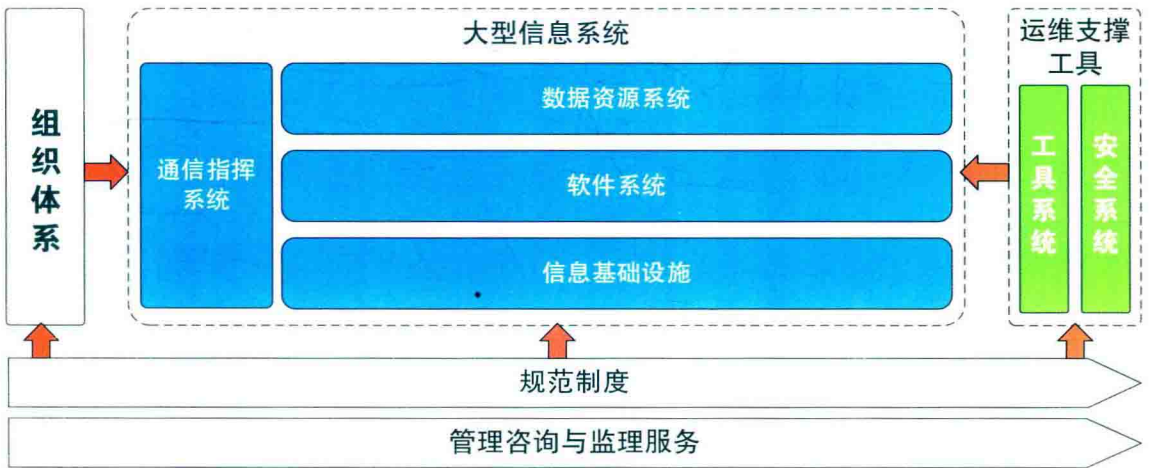 大型信息系统
运维支撑
工具
组织体系
通信指挥
系统
数据资源系统
软件系统
信息基础设施
工具系统
安全系统
规范制度
管理咨询与监理服务